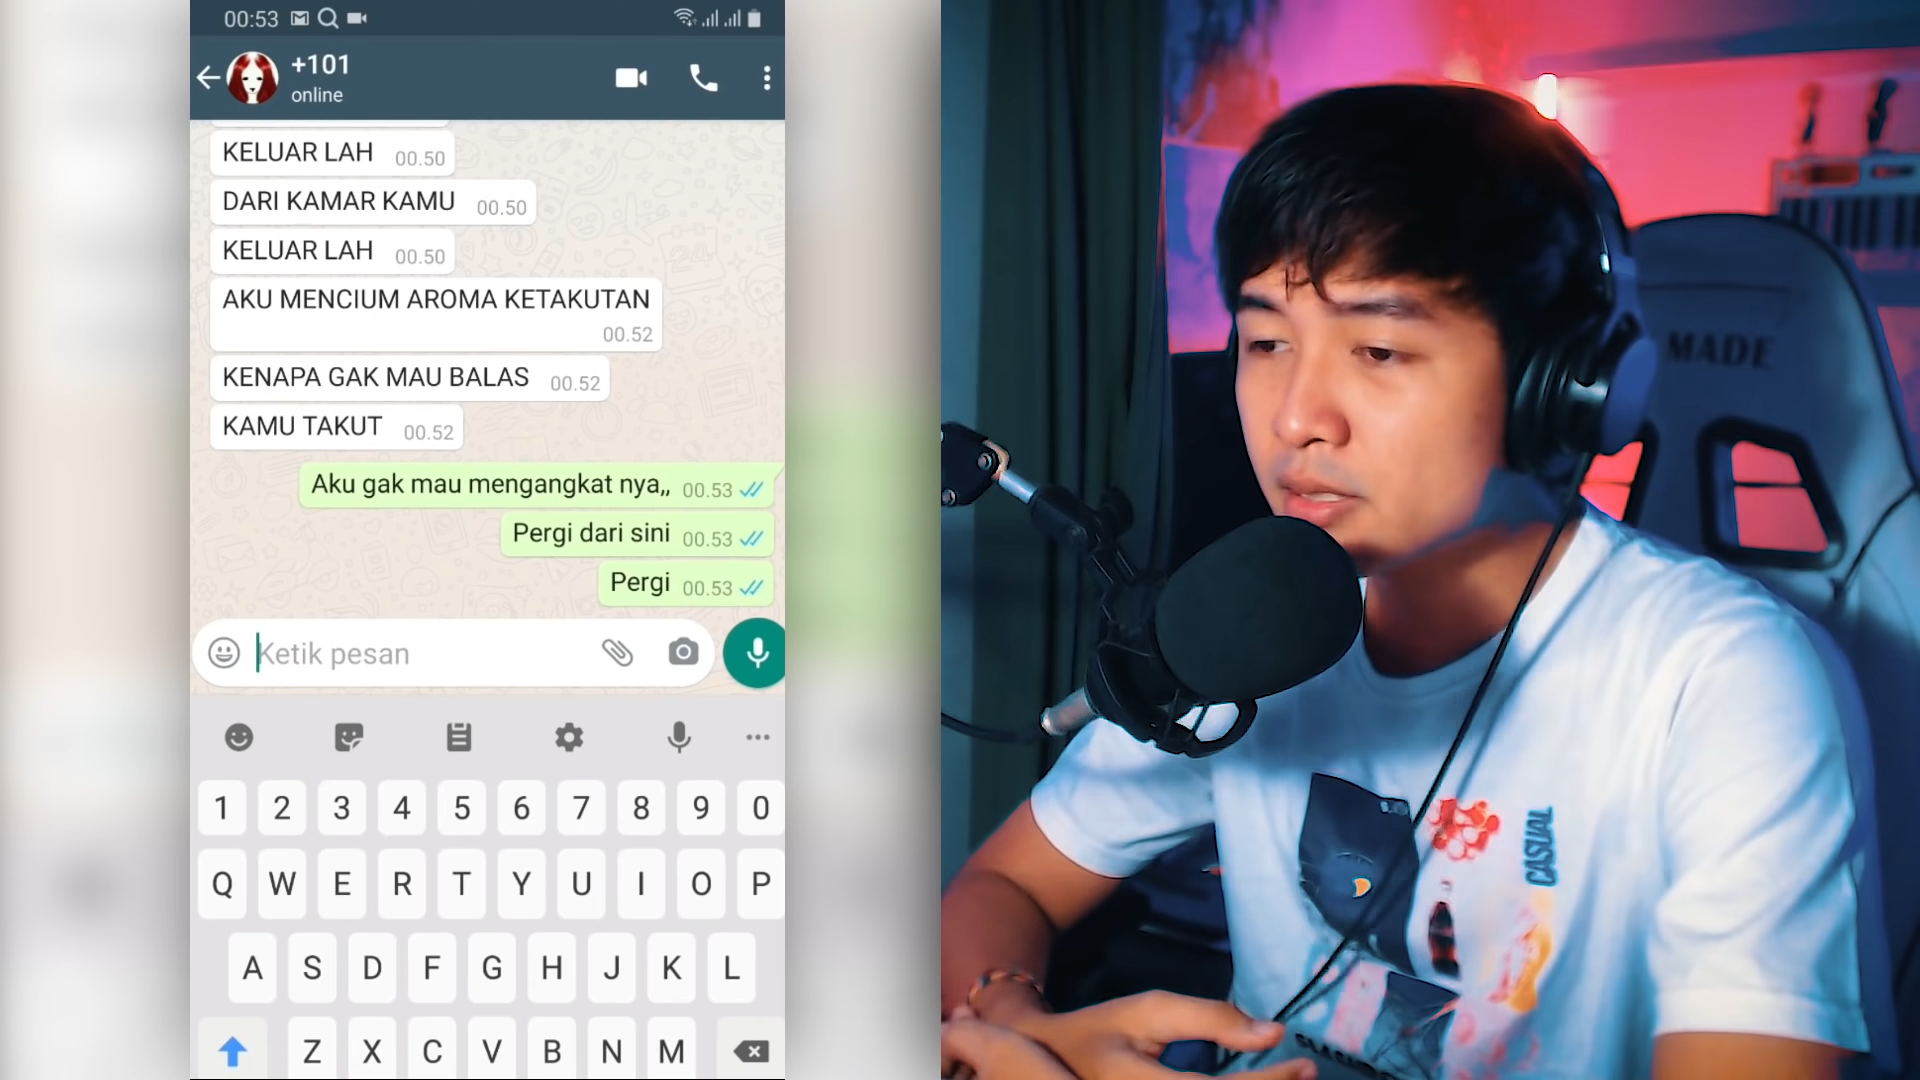 00:53
+101
online
KELUAR LAH 00.50
DARI KAMAR KAMU 00.50
KELUAR LAH 00.50
AKU MENCIUM AROMA KETAKUTAN
00.52
KENAPA GAK MAU BALAS 00.52
KAMU TAKUT 00.52
Aku gak mau mengangkat nya,, 00.53
Pergi dari sini 00.53
Pergi 00.53
Ketik pesan
1 2 3 4 5 6 7 8 9 0
Q W E R T Y U I O P
A S D F G H J K L
Z X C V B N M
MADE
CASUAL